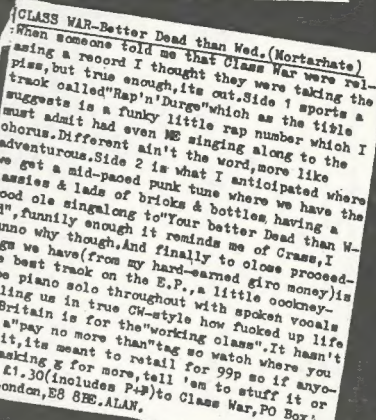 CLASS WAR-Better Dead than Wed.(Mortarhate)
When someone told me that Class War were rel-
asing a record I thought they were taking the
piss,but true enough,its out.Side 1 sports a
track called"Rap'n'Durge"which as the title
suggests is a funky little rap number which I
must admit had even ME singing along to the
chorus.Different ain't the word,more like
adventurous.Side 2 is what I anticipated where
we get a mid-paced punk tune where we have the
assies & lads of bricks & bottles, having a
ood ole singalong to"Your better Dead than W-
d",funnily enough it reminds me of Crass,I
unno why though,And finally to close proceed-
gs we have(from my hard-earned giro money)is
e best track on the E.P.,a little cockney-
e piano solo throughout with spoken vocals
ling us in true CW-style how fucked up life
Britain is for the"working class".It hasn't
a"pay no more than"tag so watch where you
it,its meant to retail for 99p so if anyo-
asking g for more,tell 'em to stuff it or
£1.30(includes P+P)to Class War,PO Box
ondon,E8 8BE.ALAN.